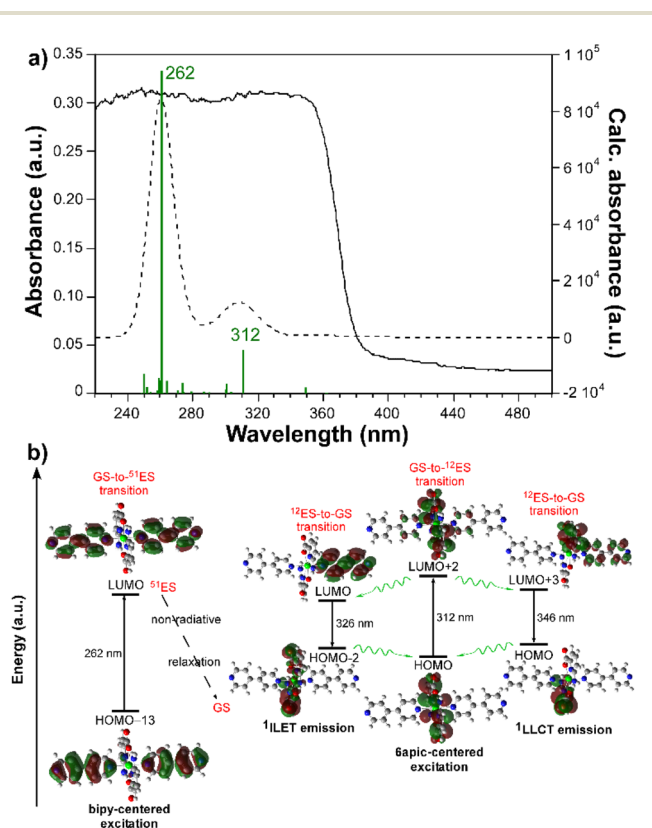 a)
0.35
0.30
0.25
0.20
0.15
0.10
0.05
0
Absorbance (a.u.)
262
312
1 10⁵
8 10⁴
6 10⁴
4 10⁴
2 10⁴
0
-2 10⁴
Calc. absorbance (a.u.)
240 280 320 360 400 440 480
Wavelength (nm)
b)
Energy (a.u.)
GS-to-⁵¹ES
transition
LUMO
⁵¹ES
262 nm
non-radiative
relaxation
GS
HOMO−13
bipy-centered
excitation
¹²ES-to-GS
transition
LUMO
326 nm
HOMO-2
¹ILET emission
GS-to-¹²ES
transition
LUMO+2
312 nm
HOMO
6apic-centered
excitation
¹²ES-to-GS
transition
LUMO+3
346 nm
HOMO
¹LLCT emission